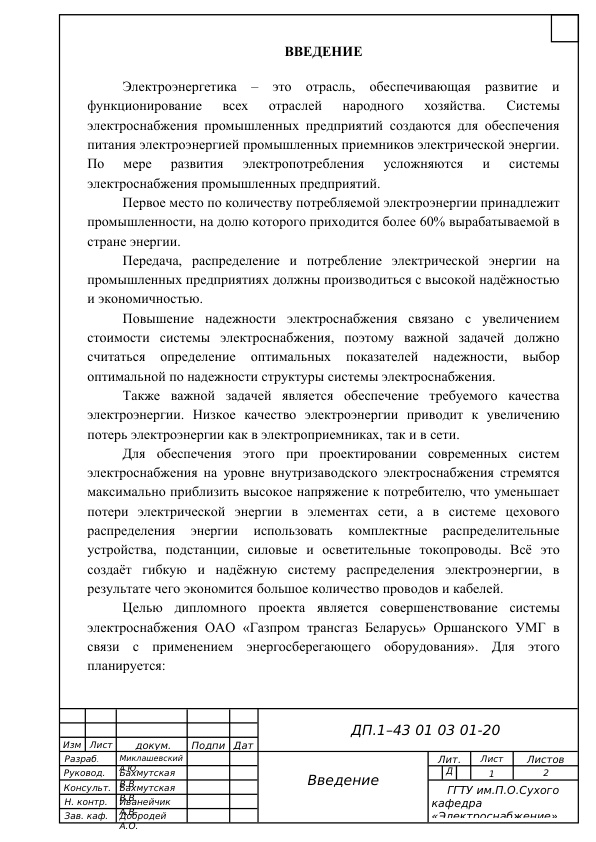 ВВЕДЕНИЕ
Электроэнергетика – это отрасль, обеспечивающая развитие и
функционирование всех отраслей народного хозяйства. Системы
электроснабжения промышленных предприятий создаются для обеспечения
питания электроэнергией промышленных приемников электрической энергии.
По мере развития электропотребления усложняются и системы
электроснабжения промышленных предприятий.
Первое место по количеству потребляемой электроэнергии принадлежит
промышленности, на долю которого приходится более 60% вырабатываемой в
стране энергии.
Передача, распределение и потребление электрической энергии на
промышленных предприятиях должны производиться с высокой надёжностью
и экономичностью.
Повышение надежности электроснабжения связано с увеличением
стоимости системы электроснабжения, поэтому важной задачей должно
считаться определение оптимальных показателей надежности, выбор
оптимальной по надежности структуры системы электроснабжения.
Также важной задачей является обеспечение требуемого качества
электроэнергии. Низкое качество электроэнергии приводит к увеличению
потерь электроэнергии как в электроприемниках, так и в сети.
Для обеспечения этого при проектировании современных систем
электроснабжения на уровне внутризаводского электроснабжения стремятся
максимально приблизить высокое напряжение к потребителю, что уменьшает
потери электрической энергии в элементах сети, а в системе цехового
распределения энергии использовать комплектные распределительные
устройства, подстанции, силовые и осветительные токопроводы. Всё это
создаёт гибкую и надёжную систему распределения электроэнергии, в
результате чего экономится большое количество проводов и кабелей.
Целью дипломного проекта является совершенствование системы
электроснабжения ОАО «Газпром трансгаз Беларусь» Оршанского УМГ в
связи с применением энергосберегающего оборудования». Для этого
планируется:
ДП.1–43 01 03 01-20
Изм Лист докум. Подпи Дат
Разраб. Миклашевский А.Ю.
Руковод. Бахмутская В.В.
Консульт. Бахмутская В.В.
Н. контр. Иванейчик А.В.
Зав. каф. Добродей А.О.
Введение
Лит. Лист Листов
Д 1 2
ГГТУ им.П.О.Сухого
кафедра
«Электроснабжение»